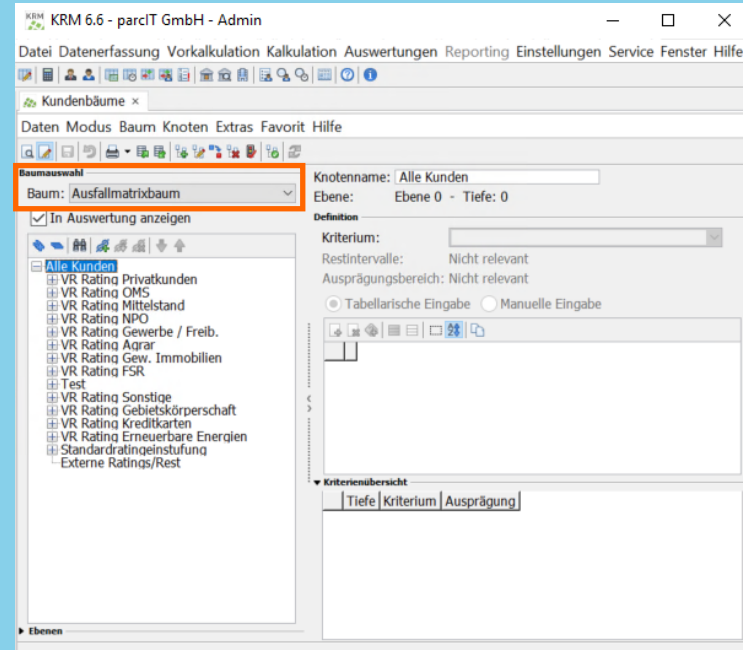 KRM 6.6 - parcIT GmbH - Admin
Datei Datenerfassung Vorkalkulation Kalkulation Auswertungen Reporting Einstellungen Service Fenster Hilfe
Kundenbäume ×
Daten Modus Baum Knoten Extras Favorit Hilfe
Baumauswahl
Baum: Ausfallmatrixbaum
In Auswertung anzeigen
Alle Kunden
VR Rating Privatkunden
VR Rating OMS
VR Rating Mittelstand
VR Rating NPO
VR Rating Gewerbe / Freib.
VR Rating Agrar
VR Rating Gew. Immobilien
VR Rating FSR
Test
VR Rating Sonstige
VR Rating Gebietskörperschaft
VR Rating Kreditkarten
VR Rating Erneuerbare Energien
Standardratingeinstufung
Externe Ratings/Rest
Ebenen
Knotenname: Alle Kunden
Ebene: Ebene 0 - Tiefe: 0
Definition
Kriterium:
Restintervalle: Nicht relevant
Ausprägungsbereich: Nicht relevant
Tabellarische Eingabe Manuelle Eingabe
Kriterienübersicht
Tiefe Kriterium Ausprägung